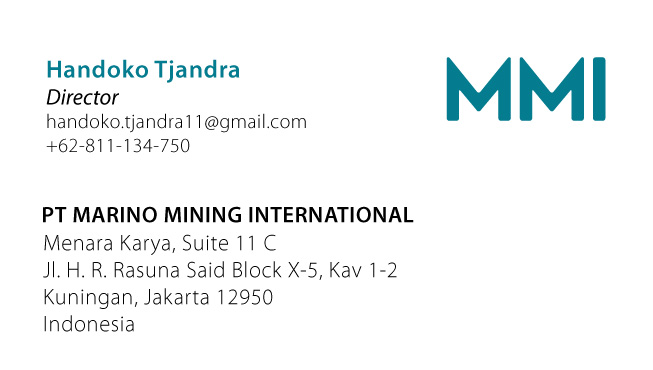 Handoko Tjandra
MMI
Director
handoko.tjandra11@gmail.com
+62-811-134-750
PT MARINO MINING INTERNATIONAL
Menara Karya, Suite 11 C
Jl. H. R. Rasuna Said Block X-5, Kav 1-2
Kuningan, Jakarta 12950
Indonesia